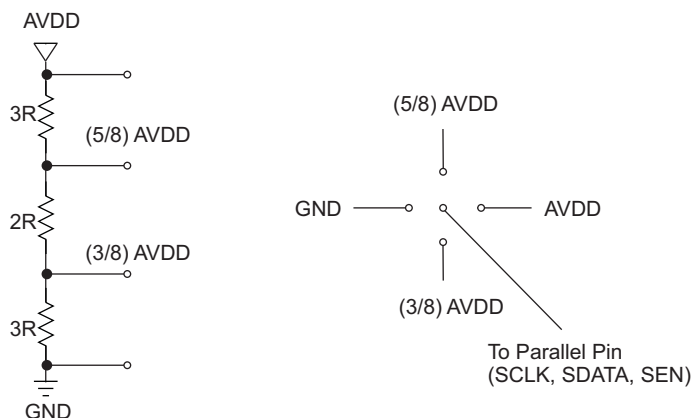 AVDD
3R
(5/8) AVDD
2R
(3/8) AVDD
3R
GND
(5/8) AVDD
GND
AVDD
(3/8) AVDD
To Parallel Pin
(SCLK, SDATA, SEN)